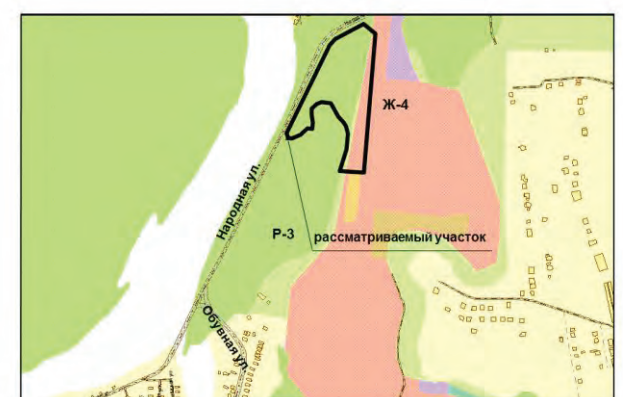 Ж-4
Народная ул.
Р-3
рассматриваемый участок
Обувная ул.